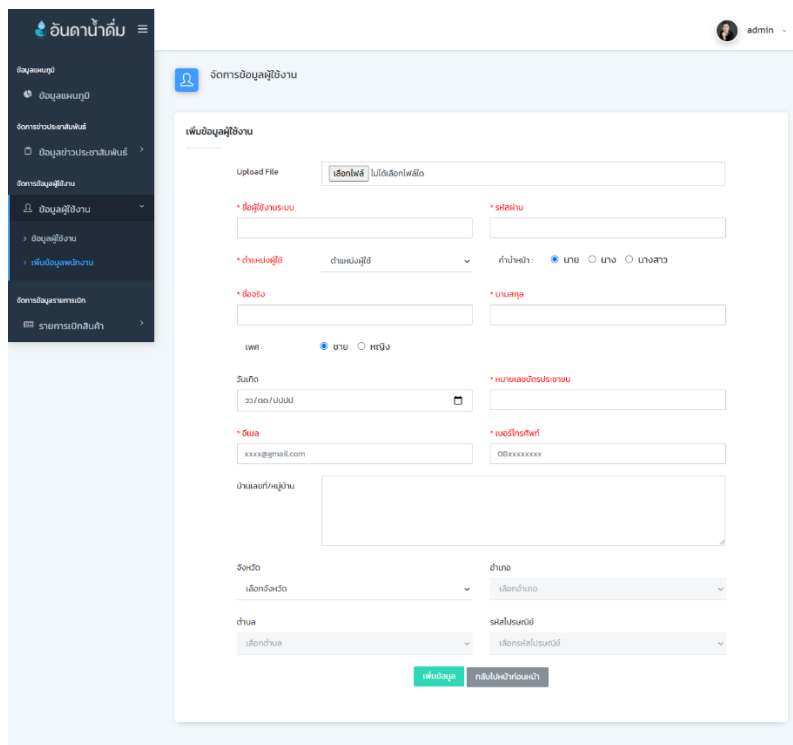 อันดาน้ำดื่ม
admin
ข้อมูลแผนภูมิ
ข้อมูลแผนภูมิ
จัดการข่าวประชาสัมพันธ์
ข้อมูลข่าวประชาสัมพันธ์
จัดการข้อมูลผู้ใช้งาน
ข้อมูลผู้ใช้งาน
ข้อมูลผู้ใช้งาน
เพิ่มข้อมูลพนักงาน
จัดการข้อมูลรายการเบิก
รายการเบิกสินค้า
จัดการข้อมูลผู้ใช้งาน
เพิ่มข้อมูลผู้ใช้งาน
Upload File เลือกไฟล์ ไม่ได้เลือกไฟล์ใด
* ชื่อผู้ใช้งานระบบ * รหัสผ่าน
* ตำแหน่งผู้ใช้ ตำแหน่งผู้ใช้ คำนำหน้า : นาย นาง นางสาว
* ชื่อจริง * นามสกุล
เพศ : ชาย หญิง
วันเกิด * หมายเลขบัตรประชาชน
วว/ดด/ปปปป
* อีเมล * เบอร์โทรศัพท์
xxxx@gmail.com 08xxxxxxxx
บ้านเลขที่/หมู่บ้าน
จังหวัด อำเภอ
เลือกจังหวัด เลือกอำเภอ
ตำบล รหัสไปรษณีย์
เลือกตำบล เลือกรหัสไปรษณีย์
เพิ่มข้อมูล กลับไปหน้าก่อนหน้า